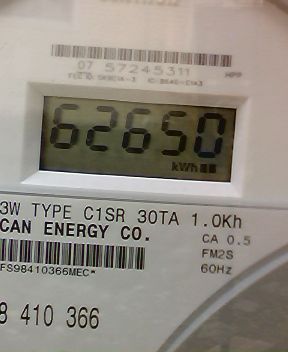 07 57245311 HPP
62650
kWh
3W TYPE C1SR 30TA 1.0Kh
CAN ENERGY CO. CA 0.5
FM2S
FS98410366MEC* 60Hz
8 410 366